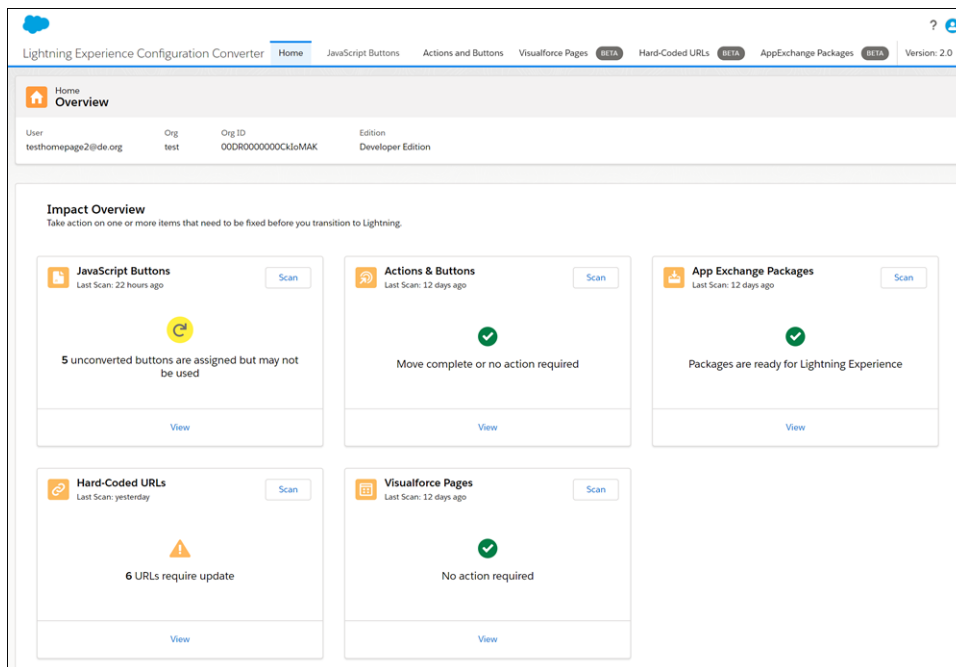 ?
Lightning Experience Configuration Converter Home JavaScript Buttons Actions and Buttons Visualforce Pages BETA Hard-Coded URLs BETA AppExchange Packages BETA Version: 2.0
Home
Overview
User Org Org ID Edition
testhomepage2@de.org test 00DR0000000CkIoMAK Developer Edition
Impact Overview
Take action on one or more items that need to be fixed before you transition to Lightning.
JavaScript Buttons
Last Scan: 22 hours ago
Scan
5 unconverted buttons are assigned but may not
be used
View
Actions & Buttons
Last Scan: 12 days ago
Scan
Move complete or no action required
View
App Exchange Packages
Last Scan: 12 days ago
Scan
Packages are ready for Lightning Experience
View
Hard-Coded URLs
Last Scan: yesterday
Scan
6 URLs require update
View
Visualforce Pages
Last Scan: 12 days ago
Scan
No action required
View